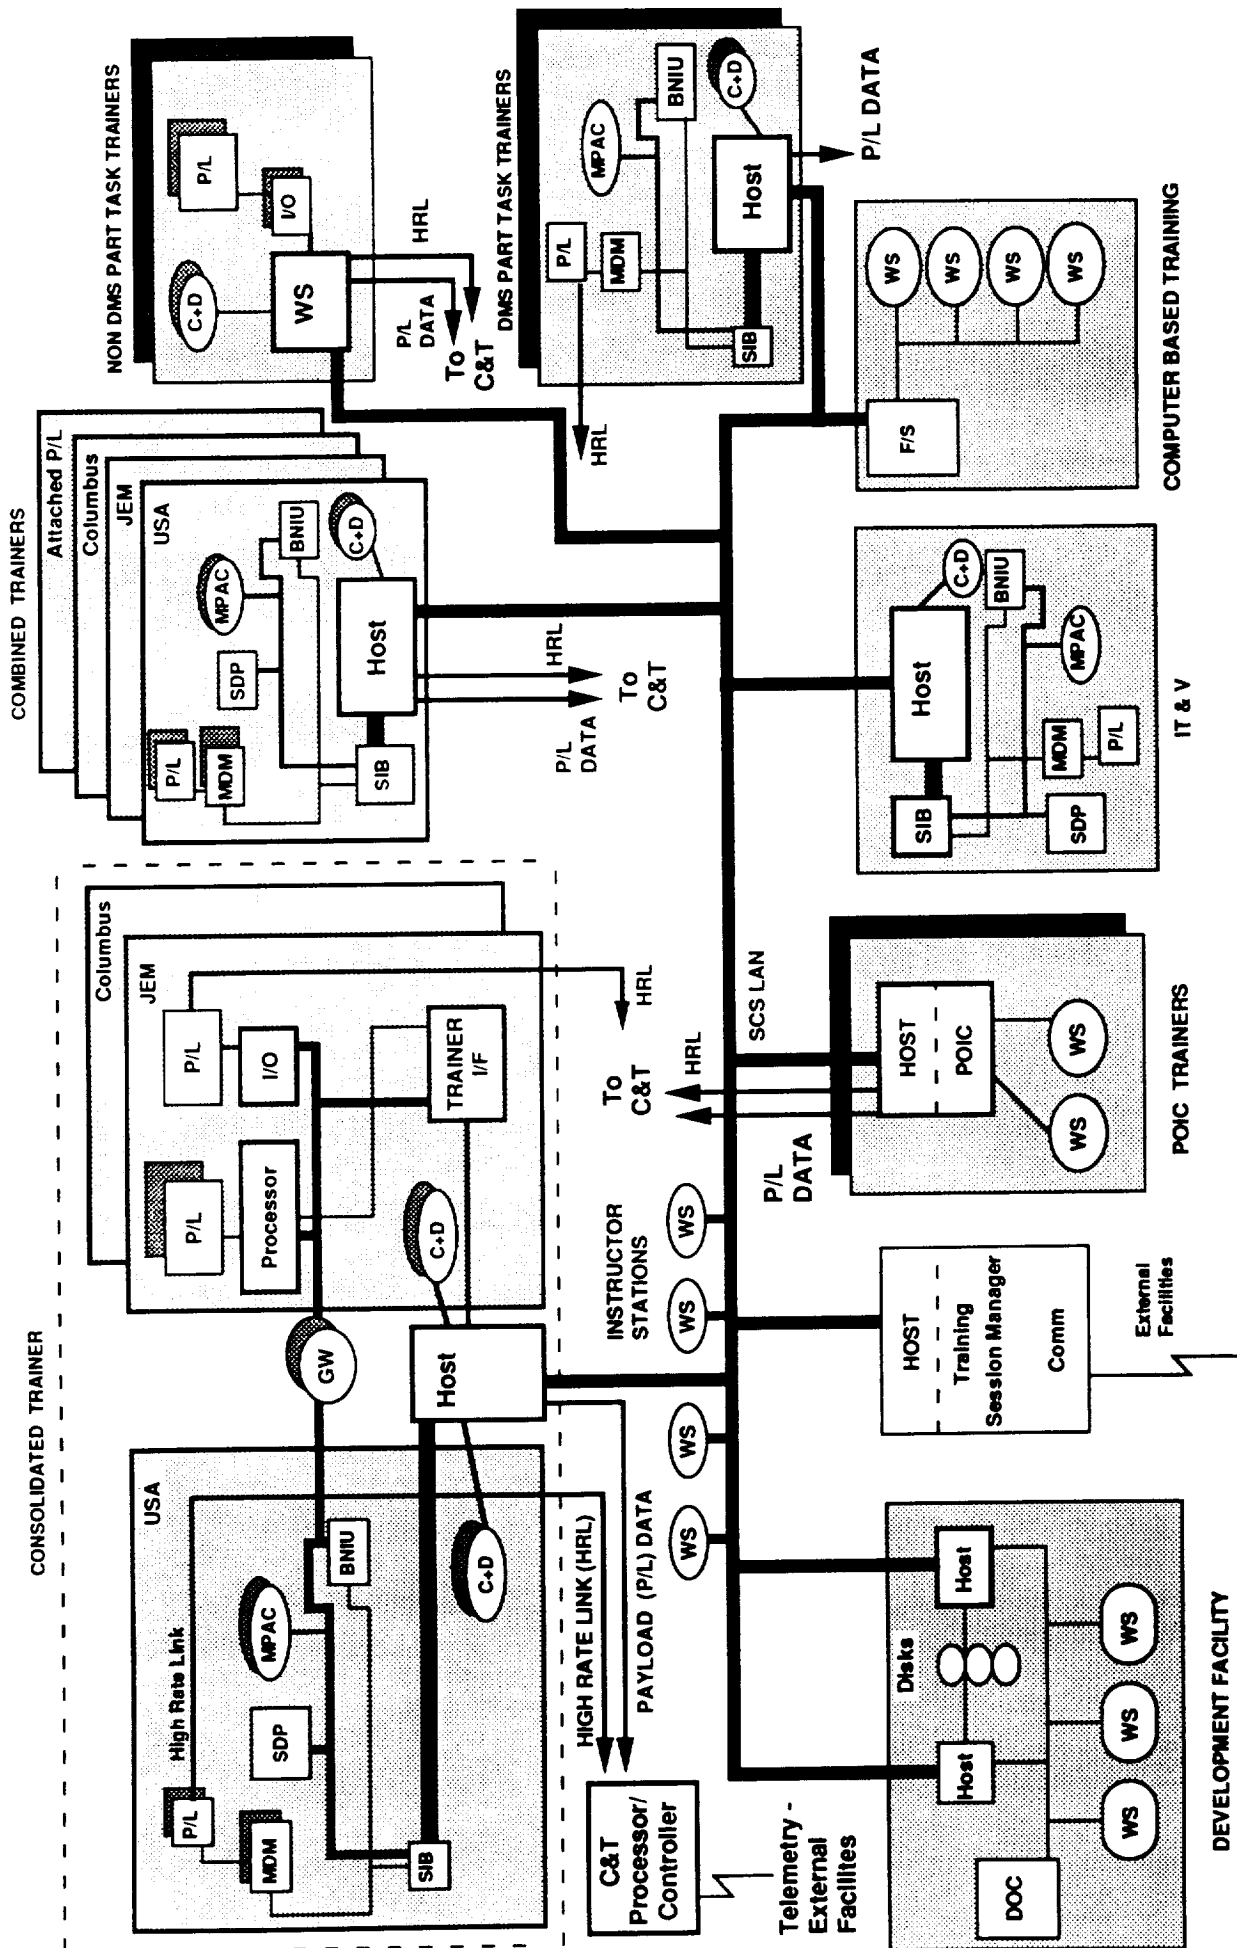 CONSOLIDATED TRAINER
USA
High Rate Link
P/L
MDM
SDP
MPAC
BNIU
SIB
C+D
GW
Host
Columbus
JEM
P/L
Processor
P/L
I/O
TRAINER
I/F
C+D
HRL
HIGH RATE LINK (HRL)
PAYLOAD (P/L) DATA
C&T
Processor/
Controller
Telemetry -
External
Facilites
COMBINED TRAINERS
Attached P/L
Columbus
JEM
USA
P/L
MDM
SDP
MPAC
BNIU
C+D
Host
SIB
P/L
DATA
HRL
To
C&T
NON DMS PART TASK TRAINERS
P/L
I/O
C+D
WS
HRL
P/L
DATA
To
C&T
DMS PART TASK TRAINERS
P/L
MDM
MPAC
BNIU
C+D
Host
SIB
HRL
P/L DATA
INSTRUCTOR
STATIONS
WS
WS
WS
WS
To
C&T
HRL
P/L
DATA
SCS LAN
DEVELOPMENT FACILITY
Disks
Host
Host
DOC
WS
WS
WS
HOST
Training
Session Manager
Comm
External
Facilities
POIC TRAINERS
HOST
POIC
WS
WS
IT & V
Host
C+D
BNIU
SIB
MPAC
MDM
P/L
SDP
COMPUTER BASED TRAINING
F/S
WS
WS
WS
WS